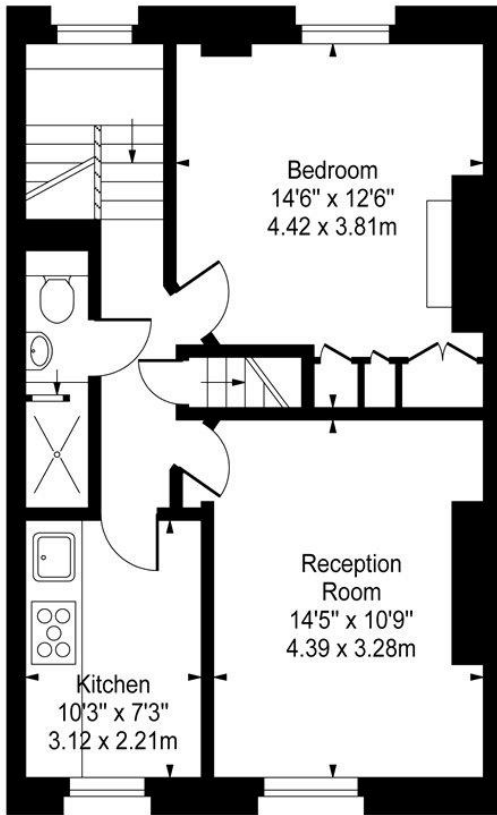 Bedroom
14'6" x 12'6"
4.42 x 3.81m
Reception
Room
14'5" x 10'9"
4.39 x 3.28m
Kitchen
10'3" x 7'3"
3.12 x 2.21m